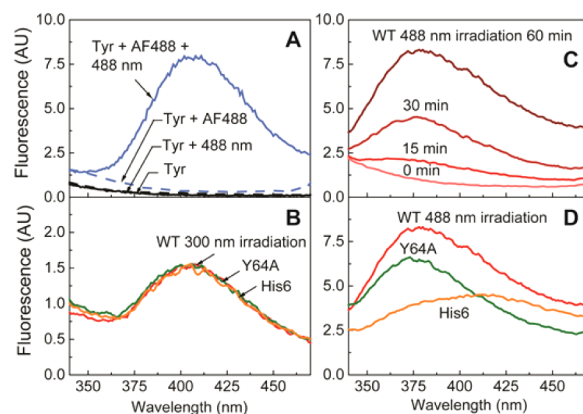 A
Tyr + AF488 +
488 nm
Tyr + AF488
Tyr + 488 nm
Tyr
10.0
7.5
5.0
2.5
0.0
Fluorescence (AU)
C
WT 488 nm irradiation 60 min
30 min
15 min
0 min
10.0
7.5
5.0
2.5
0.0
Fluorescence (AU)
B
WT 300 nm irradiation
Y64A
His6
2.0
1.5
1.0
0.5
0.0
Fluorescence (AU)
350 400 450
Wavelength (nm)
D
WT 488 nm irradiation
Y64A
His6
7.5
5.0
2.5
0.0
Fluorescence (AU)
350 400 450
Wavelength (nm)